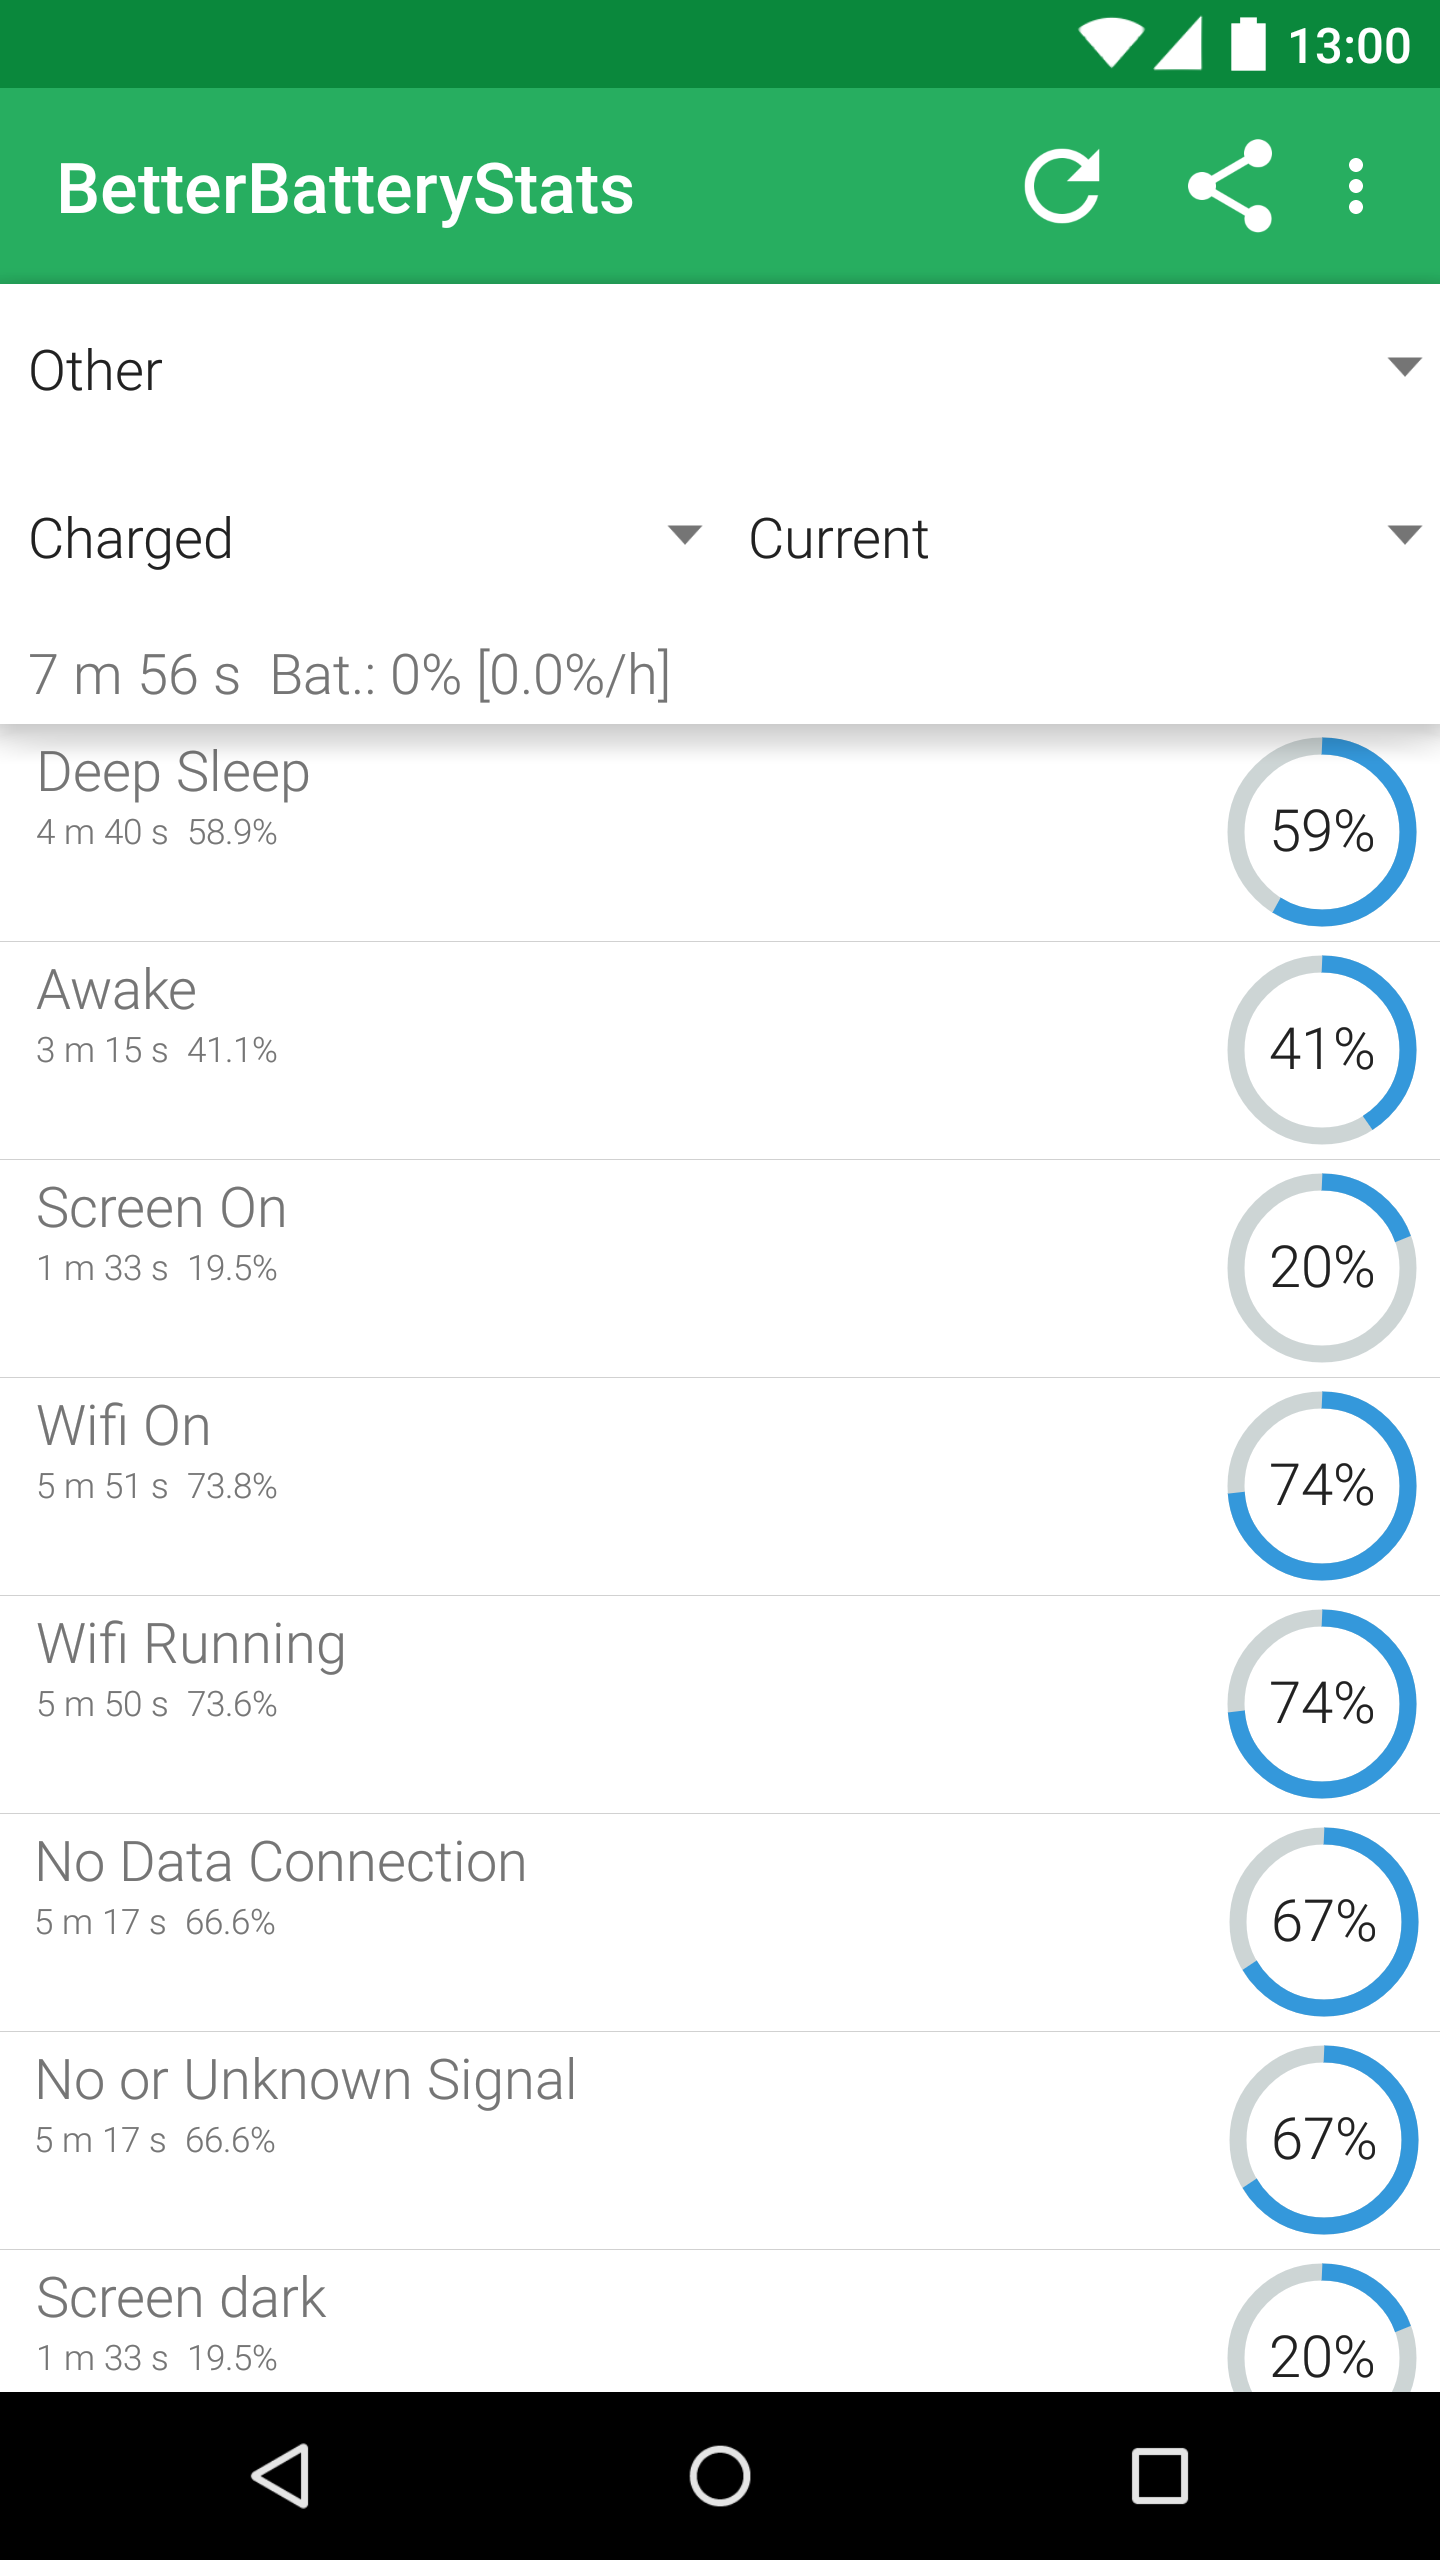 13:00
BetterBatteryStats
Other
Charged Current
7 m 56 s Bat.: 0% [0.0%/h]
Deep Sleep
4 m 40 s 58.9%
59%
Awake
3 m 15 s 41.1%
41%
Screen On
1 m 33 s 19.5%
20%
Wifi On
5 m 51 s 73.8%
74%
Wifi Running
5 m 50 s 73.6%
74%
No Data Connection
5 m 17 s 66.6%
67%
No or Unknown Signal
5 m 17 s 66.6%
67%
Screen dark
1 m 33 s 19.5%
20%